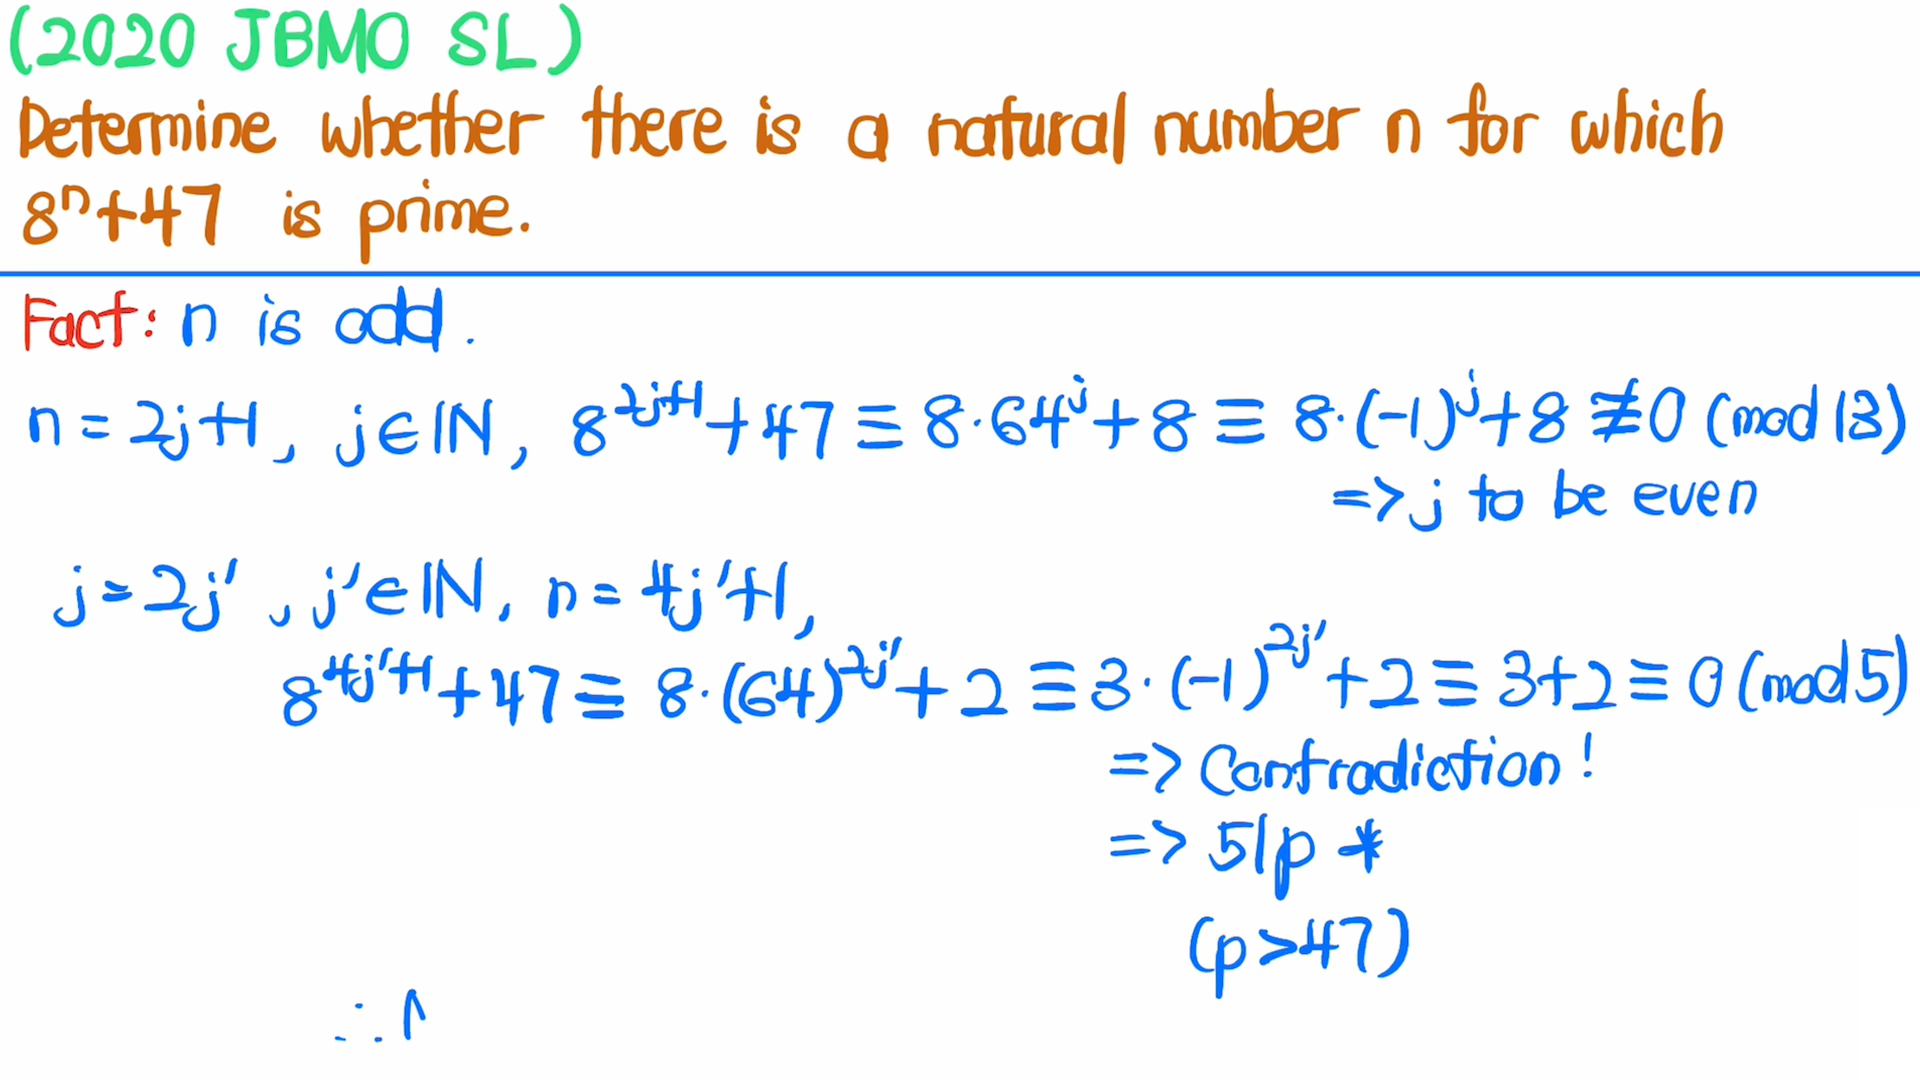 (2020 JBMO SL)
Determine whether there is a natural number n for which
8ⁿ+47 is prime.
Fact: n is odd.
n = 2j+1, j∈ℕ, 8^{2j+1}+47 ≡ 8·64^j+8 ≡ 8·(-1)^j+8 ≢ 0 (mod 13)
=> j to be even
j=2j', j'∈ℕ, n=4j'+1,
8^{4j'+1}+47 ≡ 8·(64)^{2j'}+2 ≡ 3·(-1)^{2j'}+2 ≡ 3+2 ≡ 0 (mod 5)
=> Contradiction!
=> 5|p *
(p>47)
∴